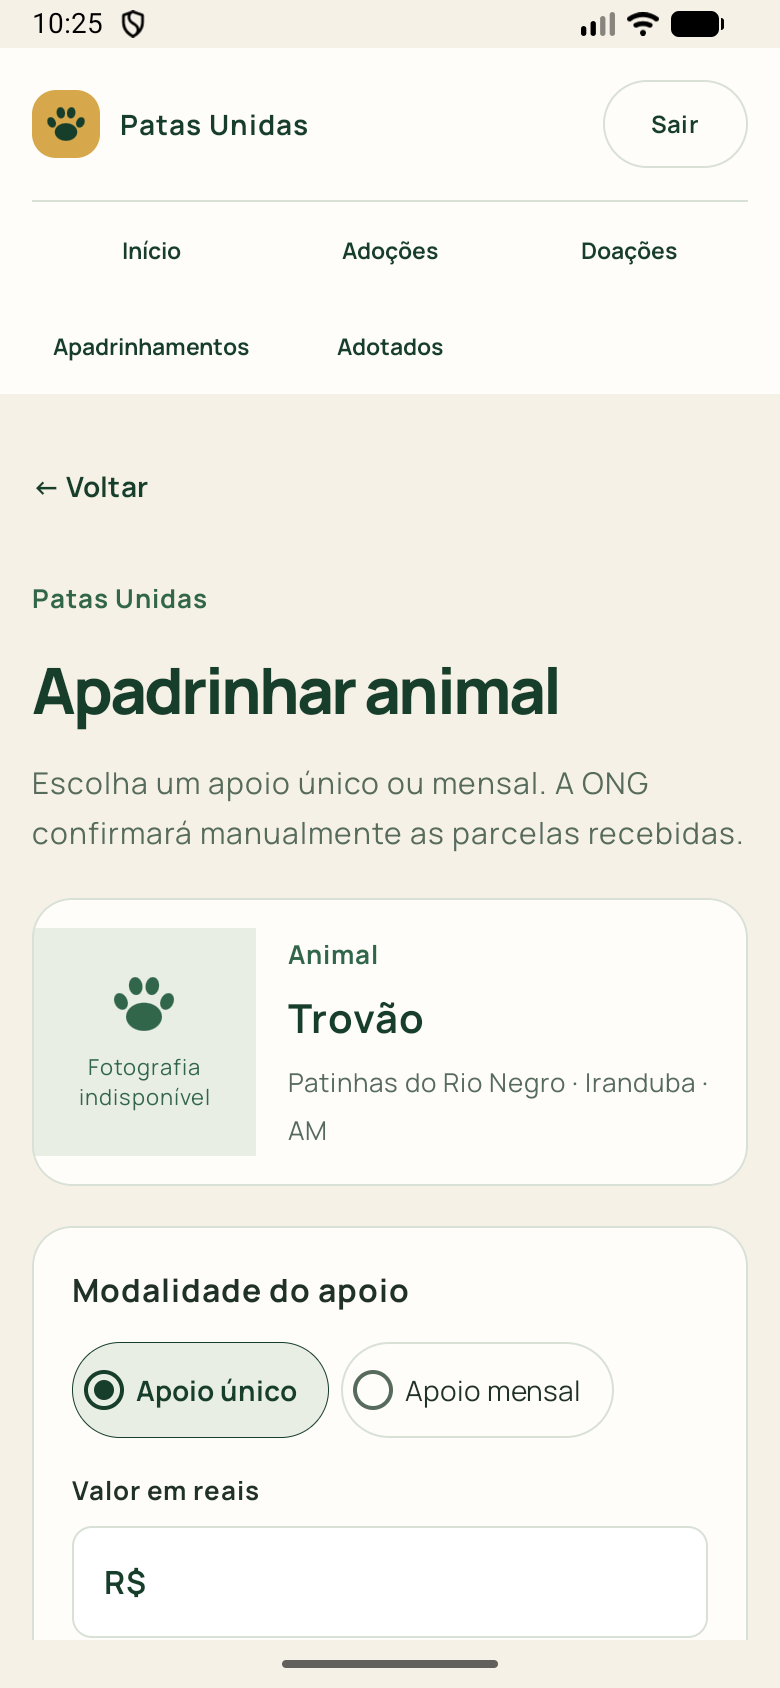 10:25
Patas Unidas
Sair
Início
Adoções
Doações
Apadrinhamentos
Adotados
← Voltar
Patas Unidas
Apadrinhar animal
Escolha um apoio único ou mensal. A ONG
confirmará manualmente as parcelas recebidas.
Fotografia
indisponível
Animal
Trovão
Patinhas do Rio Negro · Iranduba ·
AM
Modalidade do apoio
Apoio único
Apoio mensal
Valor em reais
R$